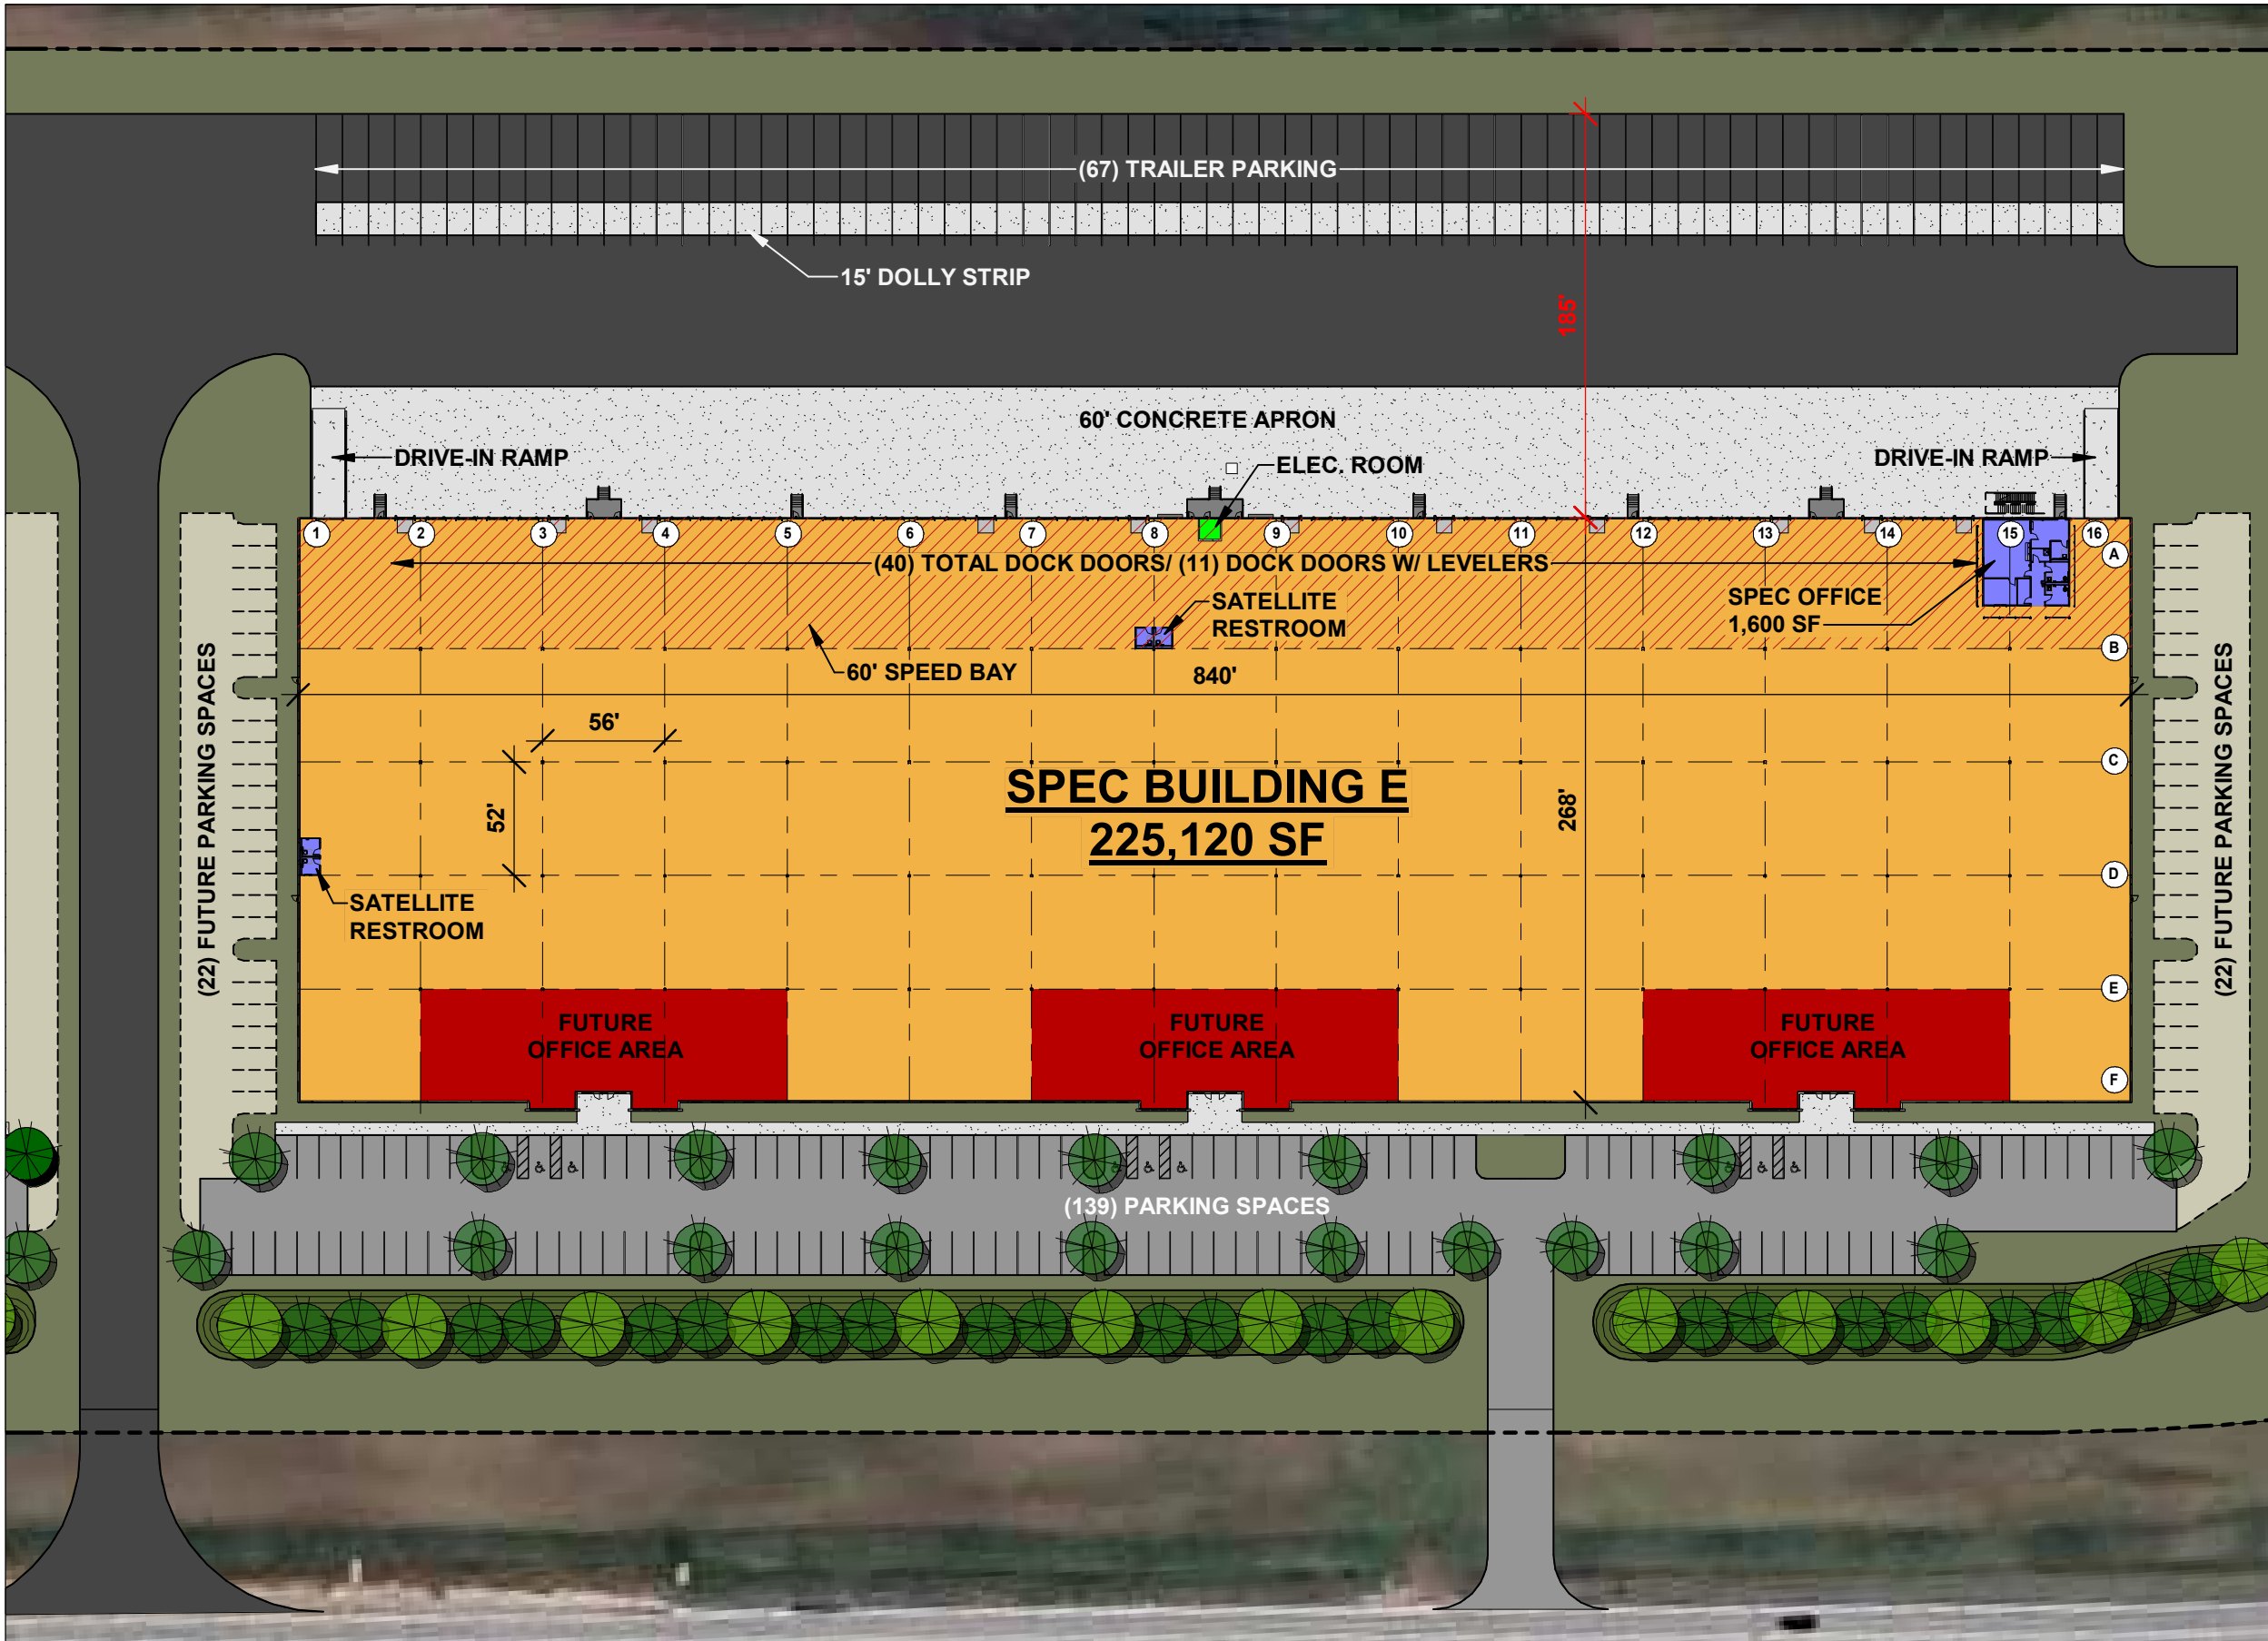 (67) TRAILER PARKING
15' DOLLY STRIP
185'
60' CONCRETE APRON
DRIVE-IN RAMP
ELEC. ROOM
DRIVE-IN RAMP
1
2
3
4
5
6
7
8
9
10
11
12
13
14
15
16
A
(40) TOTAL DOCK DOORS/ (11) DOCK DOORS W/ LEVELERS
SATELLITE
RESTROOM
SPEC OFFICE
1,600 SF
B
60' SPEED BAY
840'
56'
C
52'
SPEC BUILDING E
225,120 SF
268'
D
SATELLITE
RESTROOM
(22) FUTURE PARKING SPACES
(22) FUTURE PARKING SPACES
E
FUTURE
OFFICE AREA
FUTURE
OFFICE AREA
FUTURE
OFFICE AREA
F
(139) PARKING SPACES